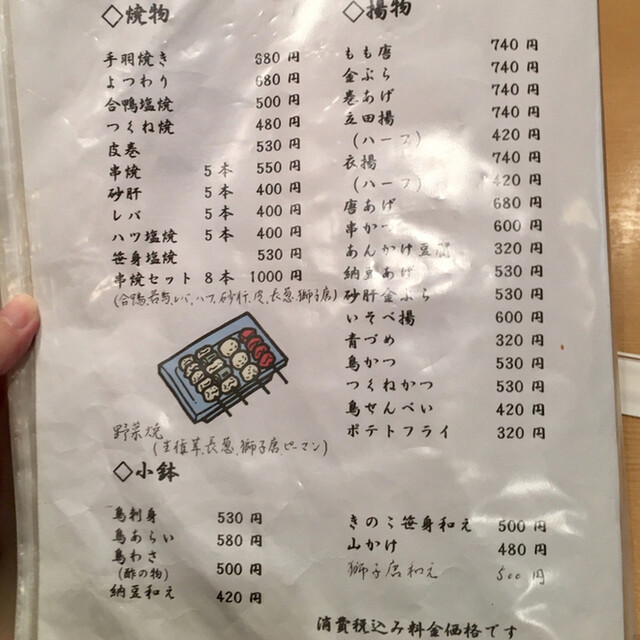 ◇焼物
手羽焼き 680円
よつわり 680円
合鴨塩焼 500円
つくね焼 480円
皮巻 530円
串焼 5本 550円
砂肝 5本 400円
レバ 5本 400円
ハツ塩焼 5本 400円
笹身塩焼 530円
串焼セット 8本 1000円
(合鴨、若鳥、レバ、ハツ、砂肝、皮、長葱、獅子唐)
野菜焼
(生椎茸、長葱、獅子唐、ピーマン)
◇揚物
もも唐 740円
金ぷら 740円
巻あげ 740円
立田揚 740円
(ハーフ) 420円
衣揚 740円
(ハーフ) 420円
唐あげ 680円
串かつ 600円
あんかけ豆腐 320円
納豆あげ 530円
砂肝金ぷら 530円
いそべ揚 600円
青づめ 320円
鳥かつ 530円
つくねかつ 530円
鳥せんべい 420円
ポテトフライ 320円
◇小鉢
鳥刺身 530円
鳥あらい 580円
鳥わさ 500円
(酢の物)
納豆和え 420円
きのこ笹身和え 500円
山かけ 480円
獅子唐和え 500円
消費税込み料金価格です